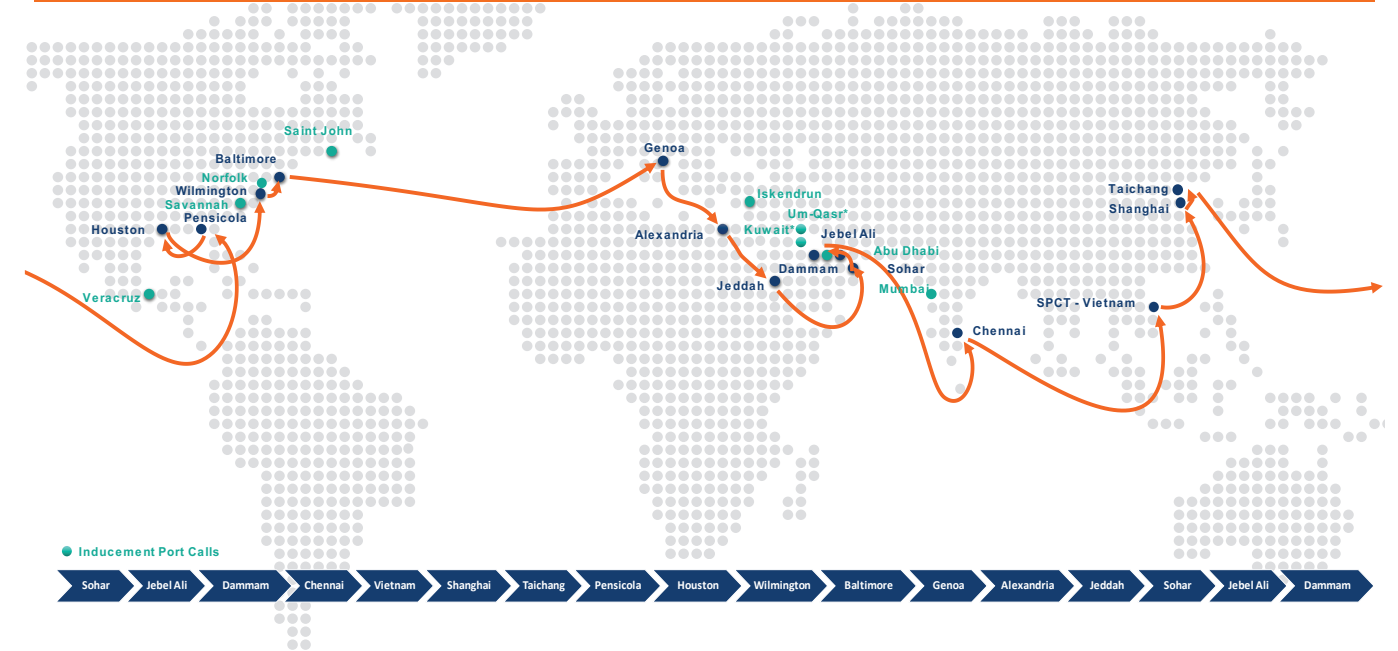 Saint John
Genoa
Baltimore
Norfolk
Wilmington
Savannah
Pensicola
Houston
Iskendrun
Um-Qasr*
Kuwait*
Jebel Ali
Alexandria
Abu Dhabi
Dammam
Sohar
Jeddah
Mumbai
Taichang
Shanghai
Veracruz
SPCT - Vietnam
Chennai
Inducement Port Calls
Sohar Jebel Ali Dammam Chennai Vietnam Shanghai Taichang Pensicola Houston Wilmington Baltimore Genoa Alexandria Jeddah Sohar Jebel Ali Dammam